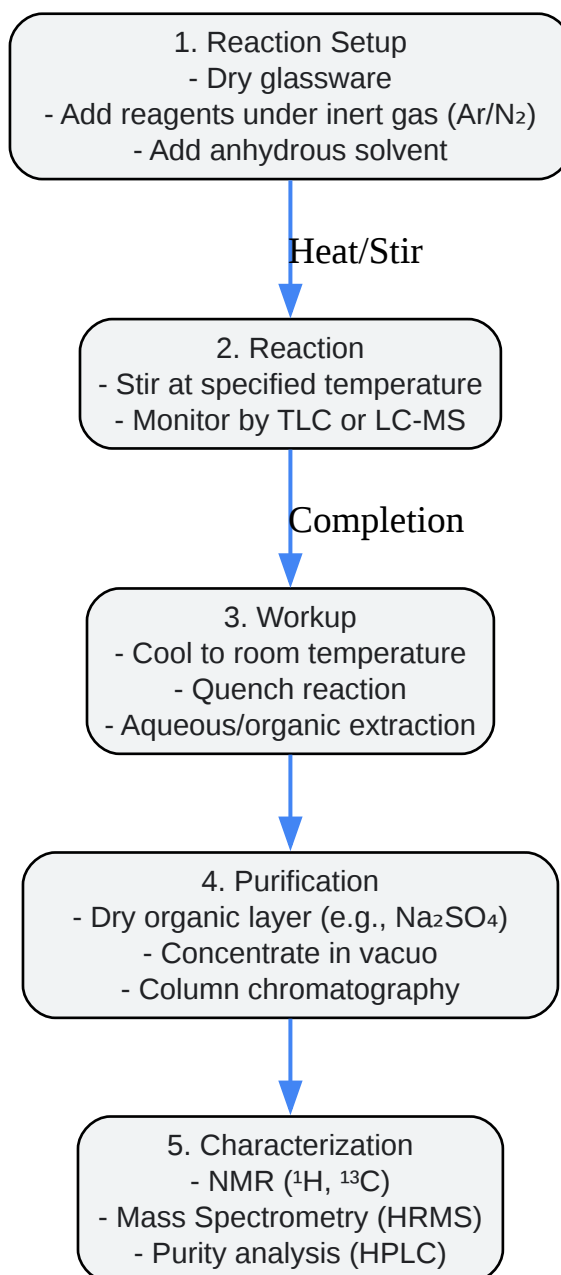 1. Reaction Setup
- Dry glassware
- Add reagents under inert gas (Ar/N₂)
- Add anhydrous solvent
Heat/Stir
2. Reaction
- Stir at specified temperature
- Monitor by TLC or LC-MS
Completion
3. Workup
- Cool to room temperature
- Quench reaction
- Aqueous/organic extraction
4. Purification
- Dry organic layer (e.g., Na₂SO₄)
- Concentrate in vacuo
- Column chromatography
5. Characterization
- NMR (¹H, ¹³C)
- Mass Spectrometry (HRMS)
- Purity analysis (HPLC)